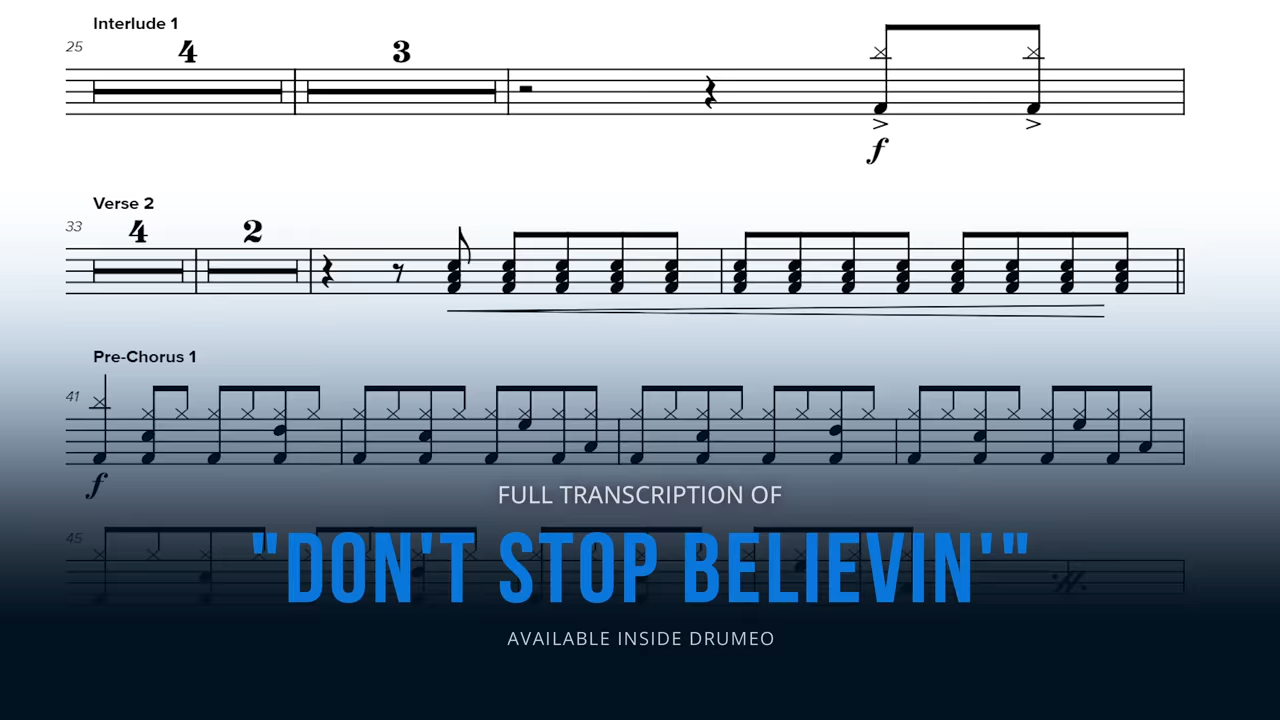 Interlude 1
25 4 3
f
Verse 2
33 4 2
Pre-Chorus 1
41
f
FULL TRANSCRIPTION OF
45
"DON'T STOP BELIEVIN'"
AVAILABLE INSIDE DRUMEO